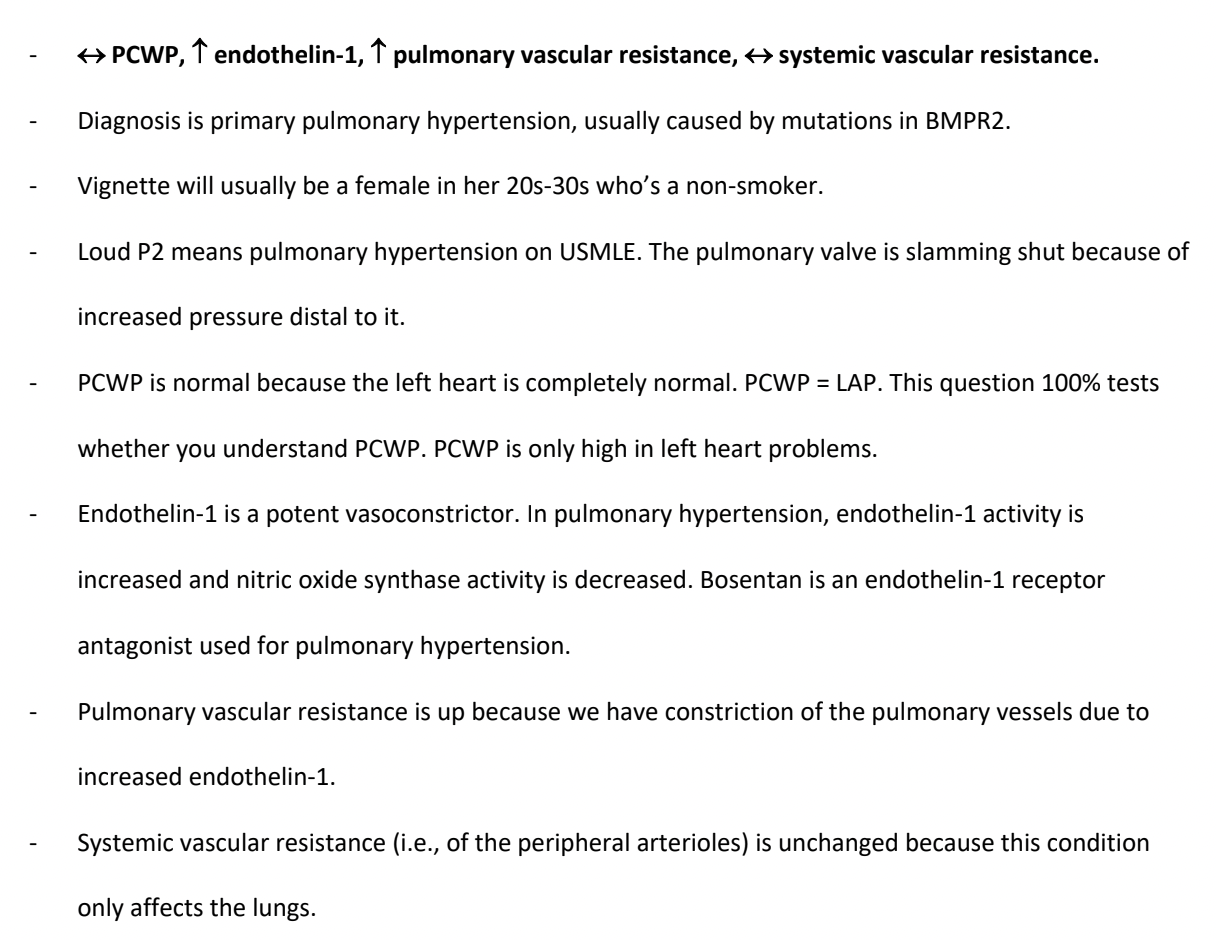 - ↔ PCWP, ↑ endothelin-1, ↑ pulmonary vascular resistance, ↔ systemic vascular resistance.
- Diagnosis is primary pulmonary hypertension, usually caused by mutations in BMPR2.
- Vignette will usually be a female in her 20s-30s who’s a non-smoker.
- Loud P2 means pulmonary hypertension on USMLE. The pulmonary valve is slamming shut because of
increased pressure distal to it.
- PCWP is normal because the left heart is completely normal. PCWP = LAP. This question 100% tests
whether you understand PCWP. PCWP is only high in left heart problems.
- Endothelin-1 is a potent vasoconstrictor. In pulmonary hypertension, endothelin-1 activity is
increased and nitric oxide synthase activity is decreased. Bosentan is an endothelin-1 receptor
antagonist used for pulmonary hypertension.
- Pulmonary vascular resistance is up because we have constriction of the pulmonary vessels due to
increased endothelin-1.
- Systemic vascular resistance (i.e., of the peripheral arterioles) is unchanged because this condition
only affects the lungs.